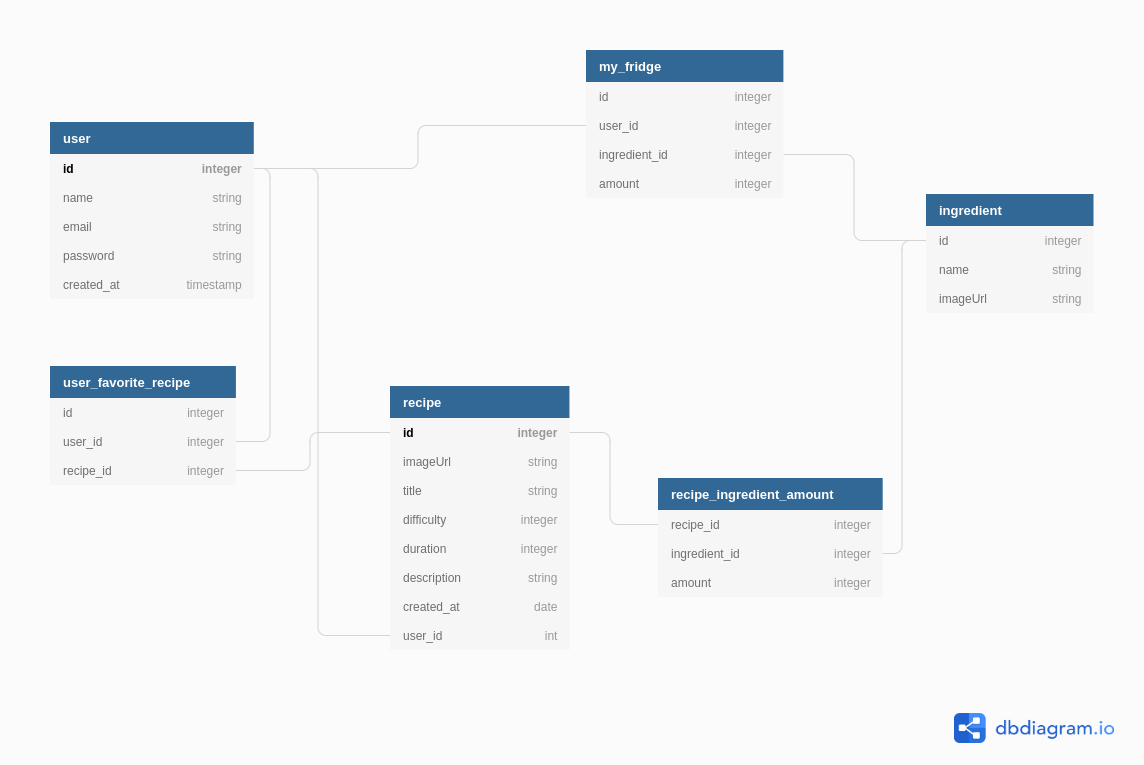 my_fridge
id integer
user_id integer
ingredient_id integer
amount integer
user
id integer
name string
email string
password string
created_at timestamp
ingredient
id integer
name string
imageUrl string
user_favorite_recipe
id integer
user_id integer
recipe_id integer
recipe
id integer
imageUrl string
title string
difficulty integer
duration integer
description string
created_at date
user_id int
recipe_ingredient_amount
recipe_id integer
ingredient_id integer
amount integer
dbdiagram.io